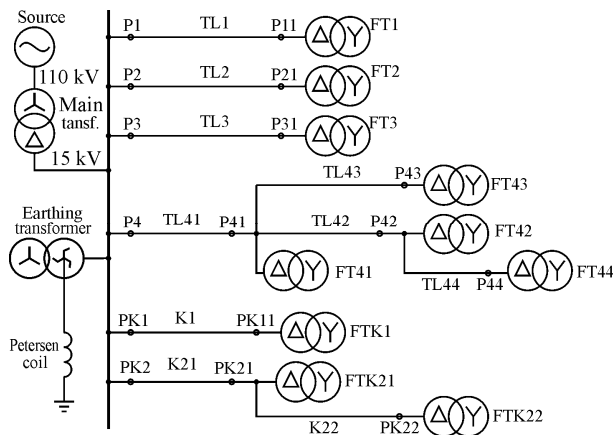 Source
110 kV
Main
tansf.
15 kV
Earthing
transformer
Petersen
coil
P1 TL1 P11 FT1
P2 TL2 P21 FT2
P3 TL3 P31 FT3
TL43 P43 FT43
P4 TL41 P41 TL42 P42 FT42
FT41 TL44 P44 FT44
PK1 K1 PK11 FTK1
PK2 K21 PK21 FTK21
K22 PK22 FTK22